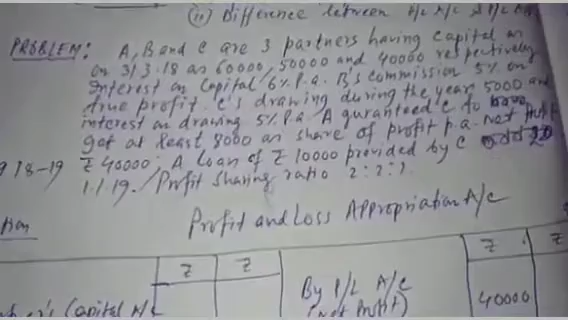 (ii) Difference between P/L A/C & P/L
PROBLEM: A, B and C are 3 partners having capital as
on 31.3.18 as 60000, 50000 and 40000 respectively
Interest on Capital 6% P.a. B's commission 5% on
true profit. C's drawing during the year 5000 and
interest on drawing 5% P.a. A guranteed C to
get at least 8000 as share of profit p.a. Net Profit
18-19 ₹ 40000. A loan of ₹ 10000 provided by C
1.1.19. Profit Sharing ratio 2:2:1.
Profit and Loss Appropriation A/c
₹ ₹ ₹ ₹
By P/L A/c
(Net Profit) 40000
Capital A/c